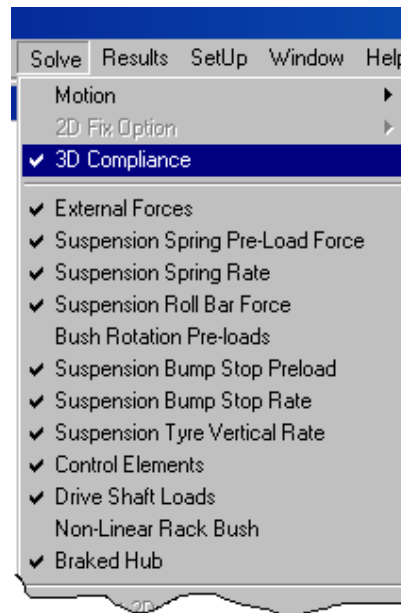 Solve Results SetUp Window Help
Motion
2D Fix Option
3D Compliance
External Forces
Suspension Spring Pre-Load Force
Suspension Spring Rate
Suspension Roll Bar Force
Bush Rotation Pre-loads
Suspension Bump Stop Preload
Suspension Bump Stop Rate
Suspension Tyre Vertical Rate
Control Elements
Drive Shaft Loads
Non-Linear Rack Bush
Braked Hub
2D